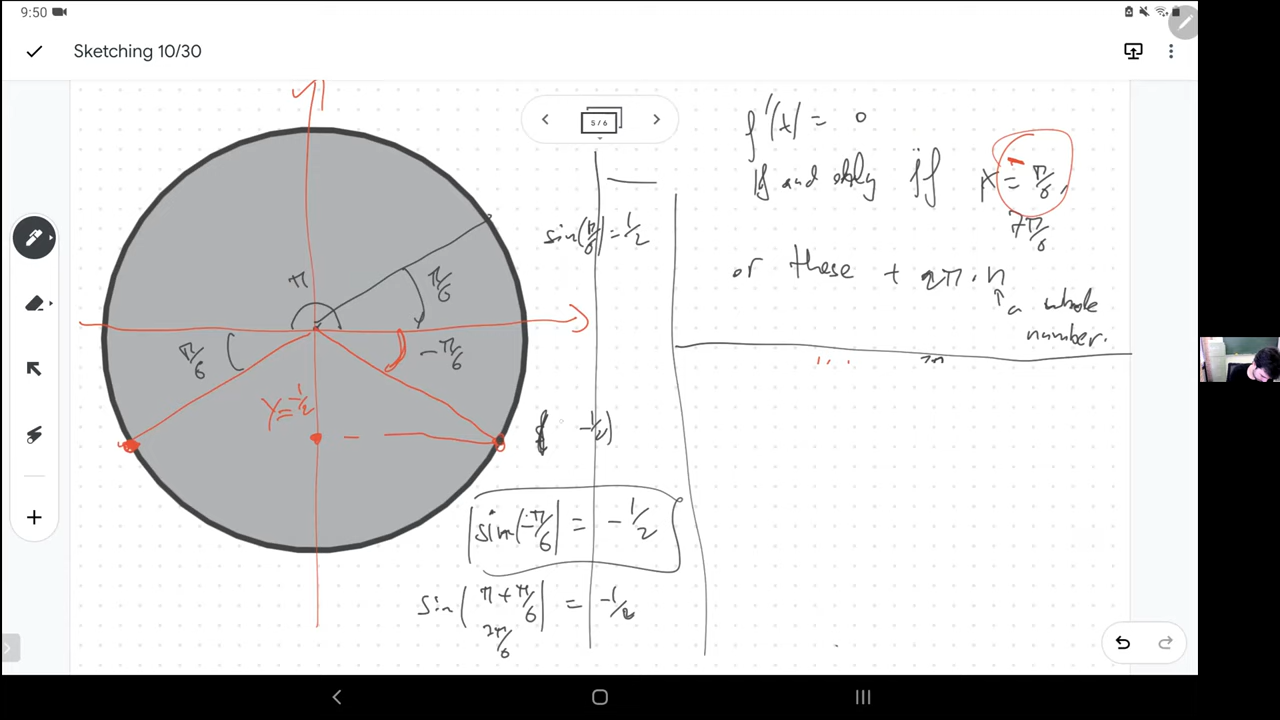 9:50
Sketching 10/30
5/6
f'(x) = 0
If and only if x = -π/6,
7π/6
or these + 2π·n
a whole
number.
sin(π/6) = 1/2
π
π/6
π/6
-π/6
Y = -1/2
-1/2)
sin(-π/6) = -1/2
sin(π+π/6) = -1/2
7π/6